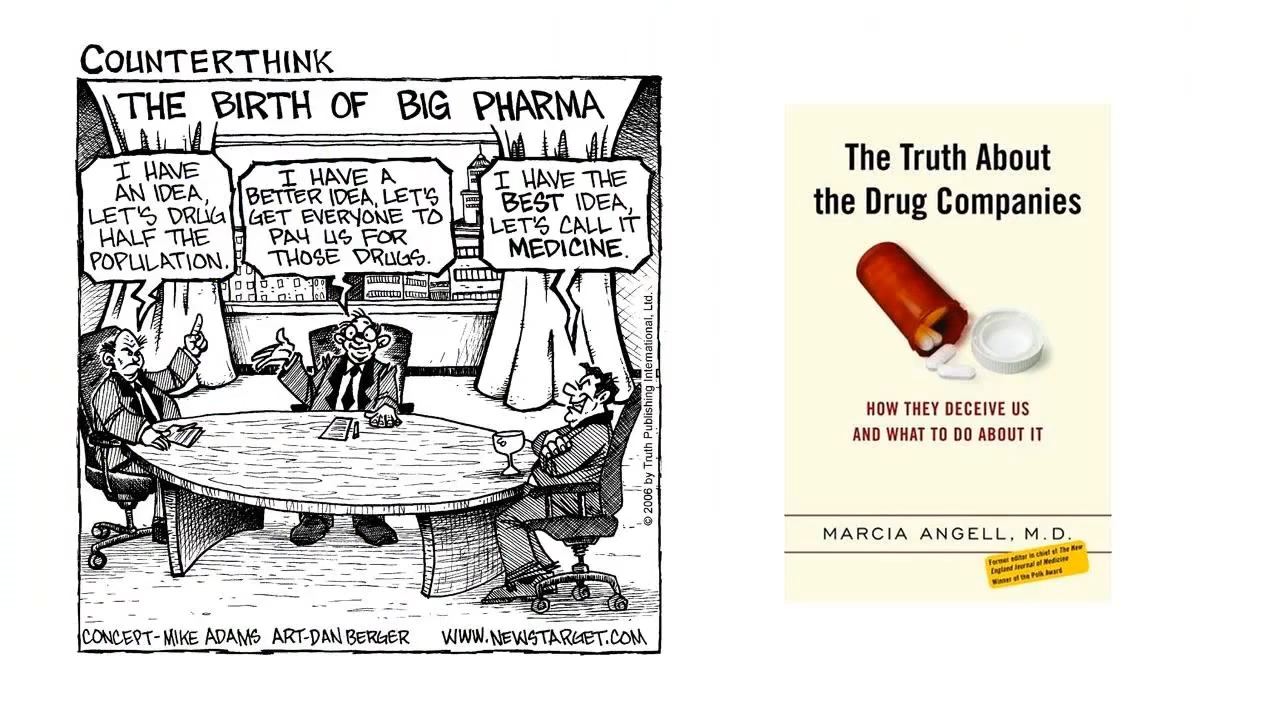 COUNTERTHINK
THE BIRTH OF BIG PHARMA
I HAVE
AN IDEA,
LET'S DRUG
HALF THE
POPULATION.
I HAVE A
BETTER IDEA, LET'S
GET EVERYONE TO
PAY US FOR
THOSE DRUGS.
I HAVE THE
BEST IDEA,
LET'S CALL IT
MEDICINE.
© 2006 by Truth Publishing International, Ltd.
CONCEPT-MIKE ADAMS ART-DAN BERGER WWW.NEWSTARGET.COM
The Truth About
the Drug Companies
HOW THEY DECEIVE US
AND WHAT TO DO ABOUT IT
MARCIA ANGELL, M.D.
Former editor in chief of The New
England Journal of Medicine
Winner of the Polk Award